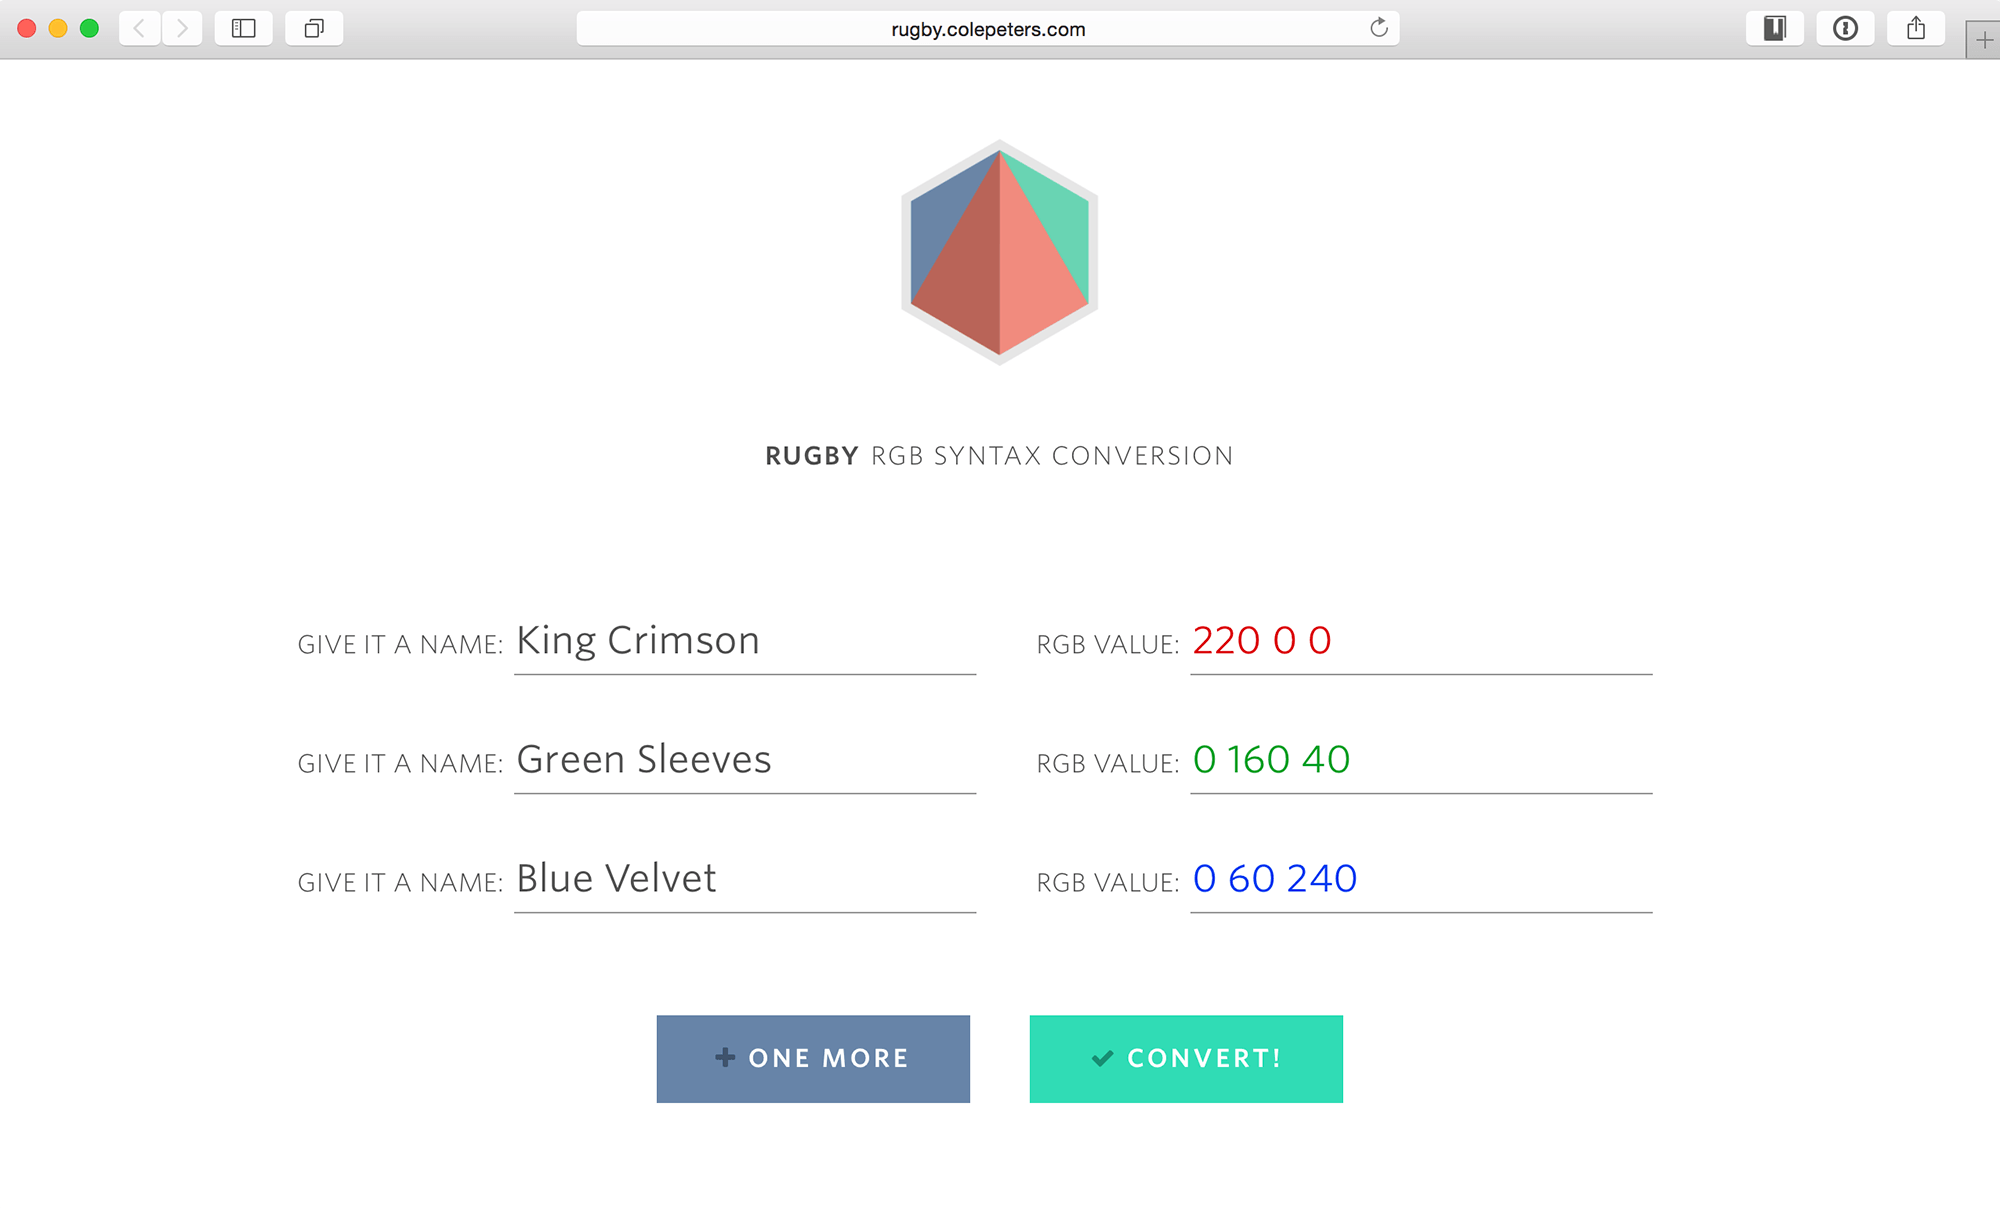 rugby.colepeters.com
RUGBY RGB SYNTAX CONVERSION
GIVE IT A NAME: King Crimson RGB VALUE: 220 0 0
GIVE IT A NAME: Green Sleeves RGB VALUE: 0 160 40
GIVE IT A NAME: Blue Velvet RGB VALUE: 0 60 240
ONE MORE CONVERT!